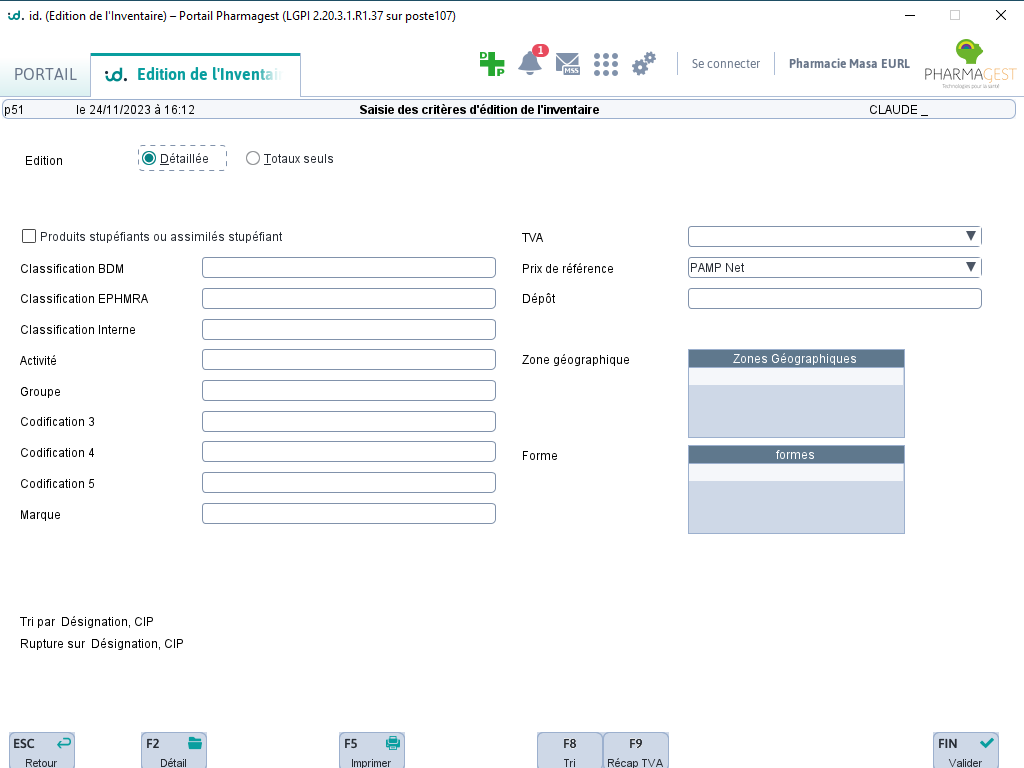 id. id. (Edition de l'Inventaire) – Portail Pharmagest (LGPI 2.20.3.1.R1.37 sur poste107)
PORTAIL id. Edition de l'Inventai DP 1 MSS Se connecter Pharmacie Masa EURL PHARMAGEST
Technologies pour la santé
p51 le 24/11/2023 à 16:12 Saisie des critères d'édition de l'inventaire CLAUDE _
Edition Détaillée Totaux seuls
Produits stupéfiants ou assimilés stupéfiant TVA
Classification BDM Prix de référence PAMP Net
Classification EPHMRA Dépôt
Classification Interne
Activité Zone géographique Zones Géographiques
Groupe
Codification 3
Codification 4 Forme formes
Codification 5
Marque
Tri par Désignation, CIP
Rupture sur Désignation, CIP
ESC F2 F5 F8 F9 FIN
Retour Détail Imprimer Tri Récap TVA Valider